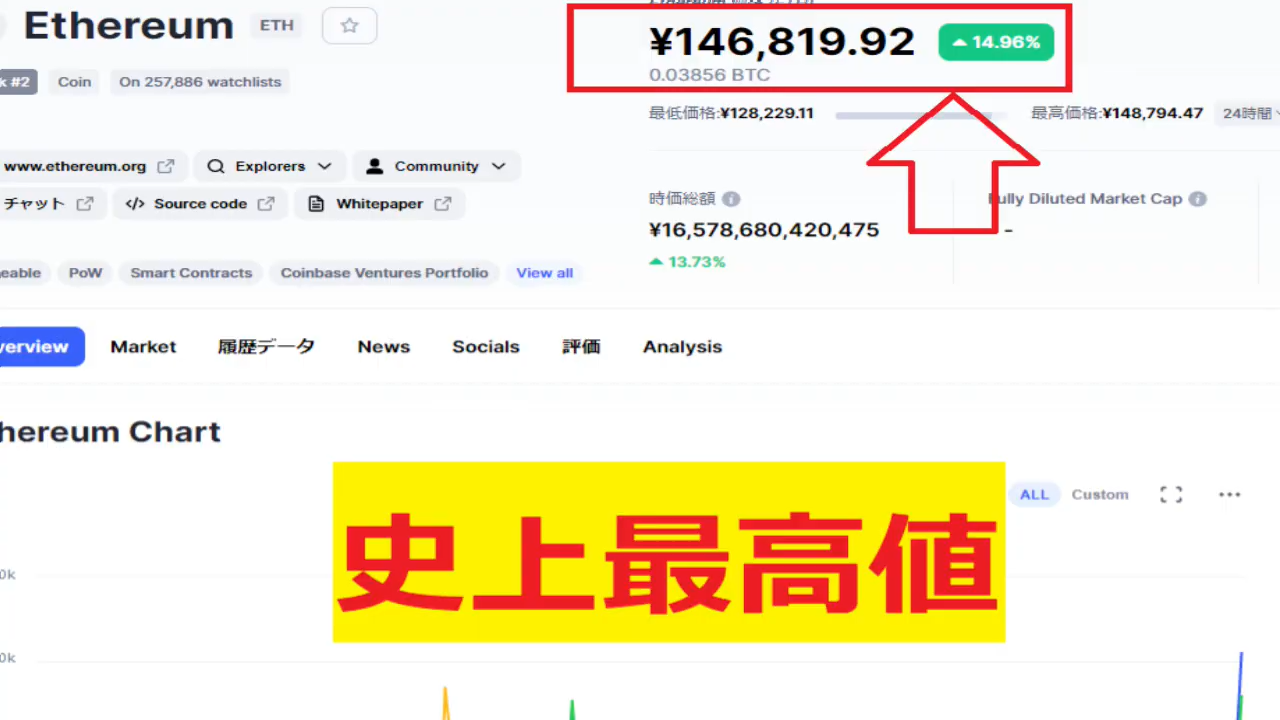 Ethereum ETH
¥146,819.92 14.96%
0.03856 BTC
k #2 Coin On 257,886 watchlists
最低価格:¥128,229.11 最高価格:¥148,794.47 24時間
www.ethereum.org Explorers Community
チャット Source code Whitepaper
時価総額 Fully Diluted Market Cap
¥16,578,680,420,475 -
13.73%
eable PoW Smart Contracts Coinbase Ventures Portfolio View all
verview Market 履歴データ News Socials 評価 Analysis
hereum Chart
ALL Custom
史上最高値
0k
0k